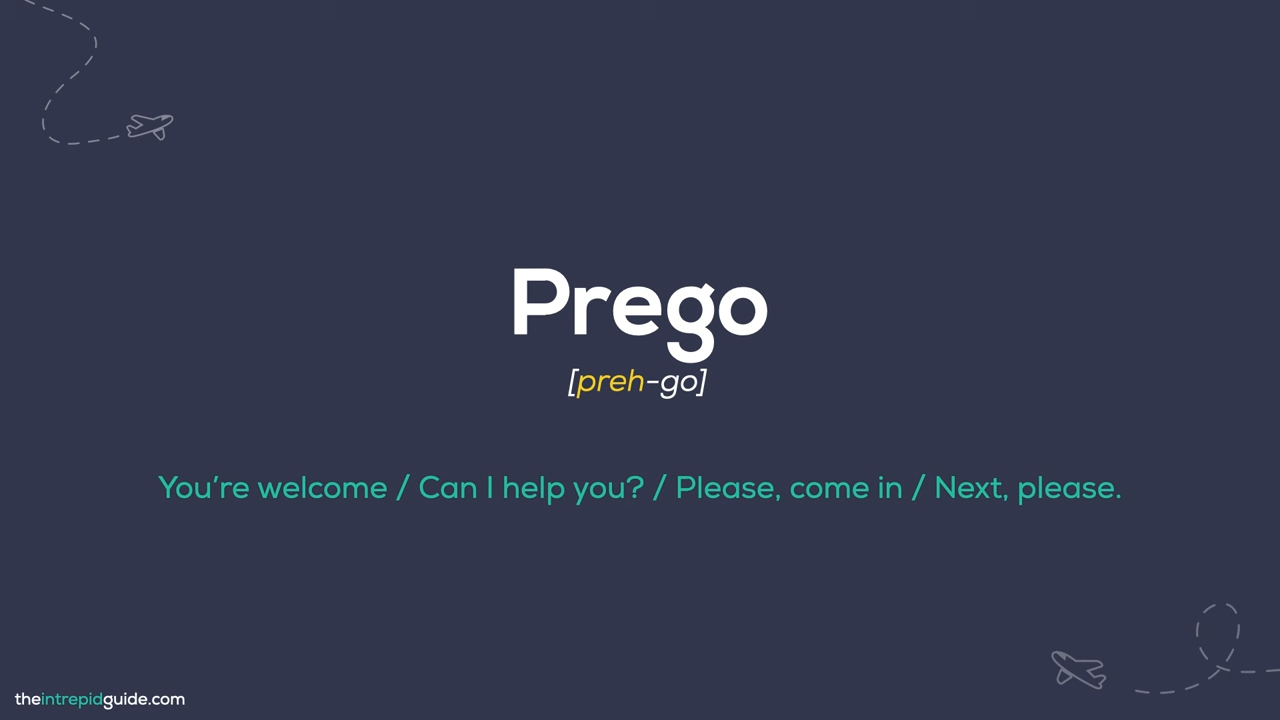 Prego
[preh-go]
You’re welcome / Can I help you? / Please, come in / Next, please.
theintrepidguide.com